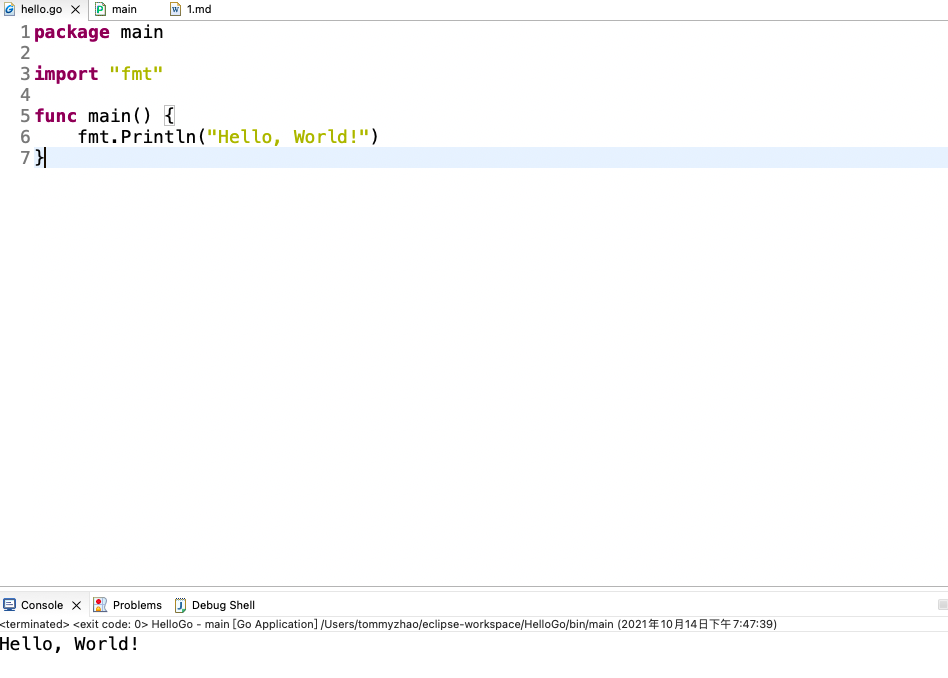 hello.go main 1.md
1 package main
2
3 import "fmt"
4
5 func main() {
6     fmt.Println("Hello, World!")
7 }
Console Problems Debug Shell
<terminated> <exit code: 0> HelloGo - main [Go Application] /Users/tommyzhao/eclipse-workspace/HelloGo/bin/main (2021年10月14日下午7:47:39)
Hello, World!